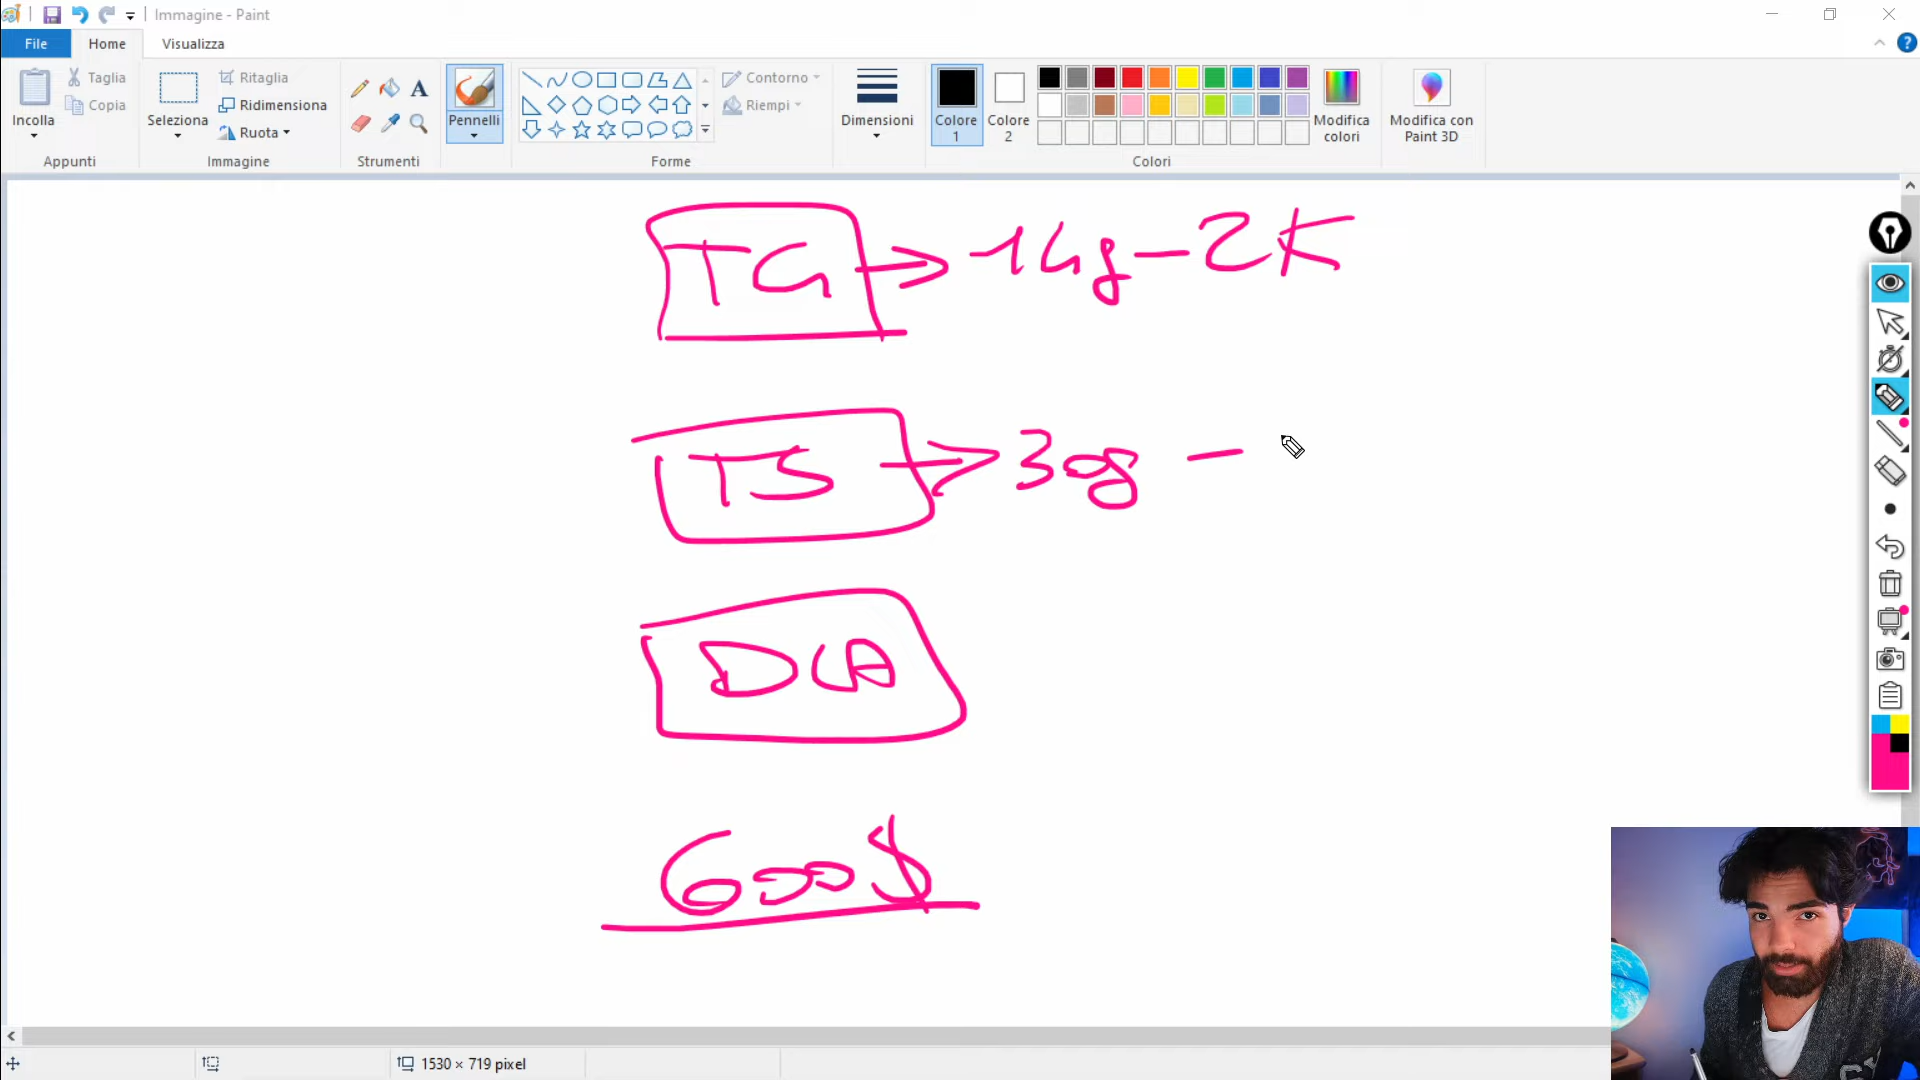 Immagine - Paint
File Home Visualizza
Incolla Taglia Copia Seleziona Ritaglia Ridimensiona Ruota A Pennelli Contorno Riempi Dimensioni Colore 1 Colore 2 Modifica colori Modifica con Paint 3D
Appunti Immagine Strumenti Forme Colori
TG → 1Gg - 2K
TS → 30g -
DCA
600$
1530 × 719 pixel